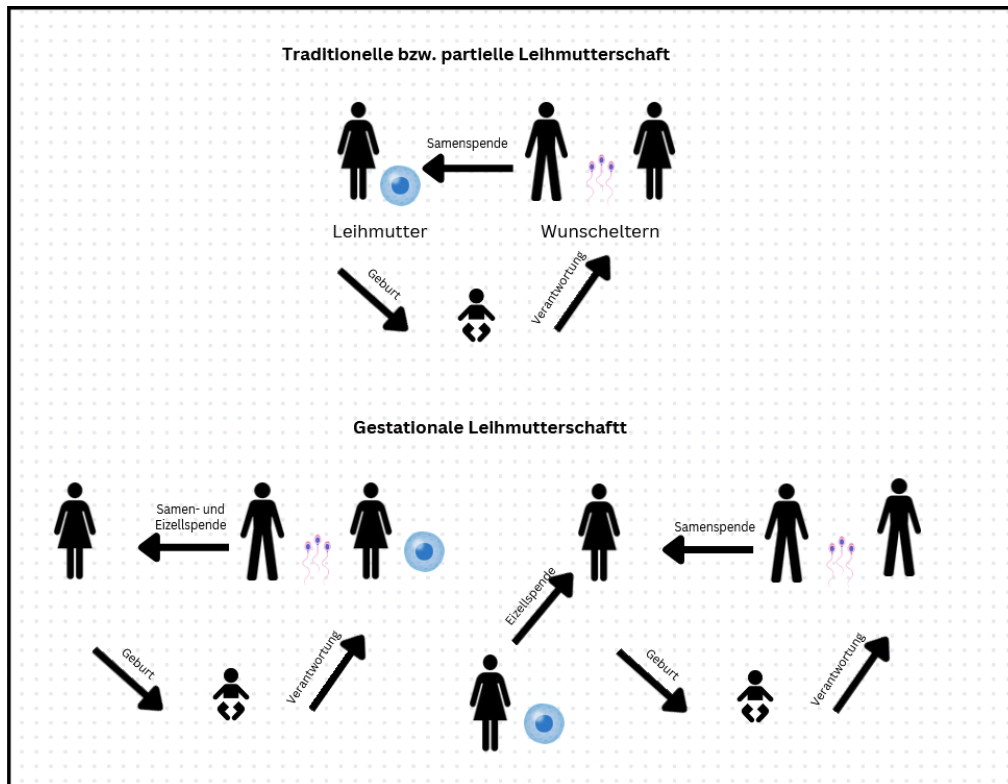 Traditionelle bzw. partielle Leihmutterschaft
Samenspende
Leihmutter
Wunscheltern
Geburt
Verantwortung
Gestationale Leihmutterschaftt
Samen- und
Eizellspende
Samenspende
Eizellspende
Geburt
Verantwortung
Geburt
Verantwortung